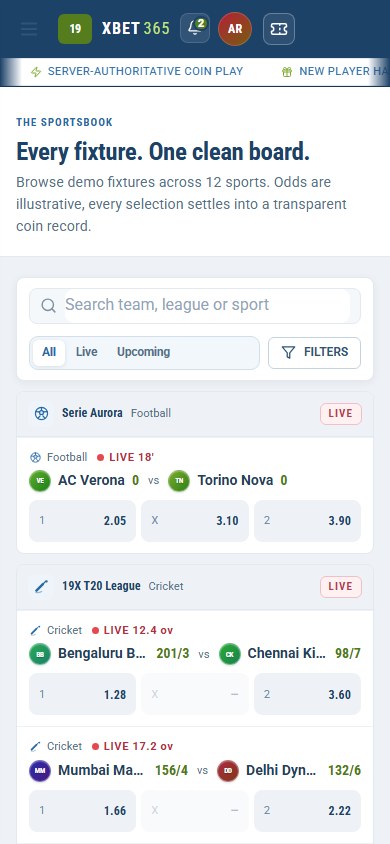 19 XBET 365 2 AR
SERVER-AUTHORITATIVE COIN PLAY NEW PLAYER HA
THE SPORTSBOOK
Every fixture. One clean board.
Browse demo fixtures across 12 sports. Odds are
illustrative, every selection settles into a transparent
coin record.
Search team, league or sport
All Live Upcoming FILTERS
Serie Aurora Football LIVE
Football LIVE 18'
VE AC Verona 0 vs TN Torino Nova 0
1 2.05 X 3.10 2 3.90
19X T20 League Cricket LIVE
Cricket LIVE 12.4 ov
BB Bengaluru B... 201/3 vs CK Chennai Ki... 98/7
1 1.28 X – 2 3.60
Cricket LIVE 17.2 ov
MM Mumbai Ma... 156/4 vs DD Delhi Dyn... 132/6
1 1.66 X – 2 2.22